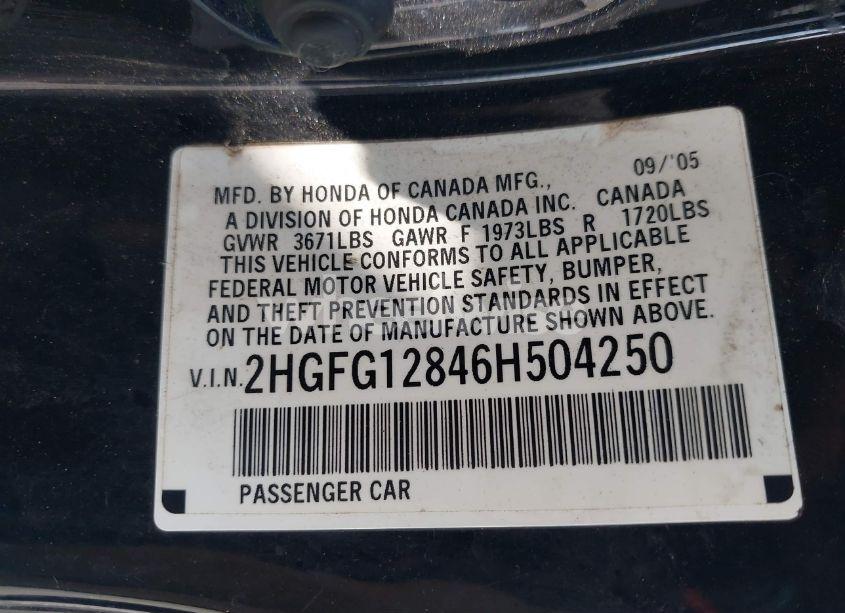 09/'05
MFD. BY HONDA OF CANADA MFG.,
A DIVISION OF HONDA CANADA INC. CANADA
GVWR 3671LBS GAWR F 1973LBS R 1720LBS
THIS VEHICLE CONFORMS TO ALL APPLICABLE
FEDERAL MOTOR VEHICLE SAFETY, BUMPER,
AND THEFT PREVENTION STANDARDS IN EFFECT
ON THE DATE OF MANUFACTURE SHOWN ABOVE.
V.I.N. 2HGFG12846H504250
PASSENGER CAR